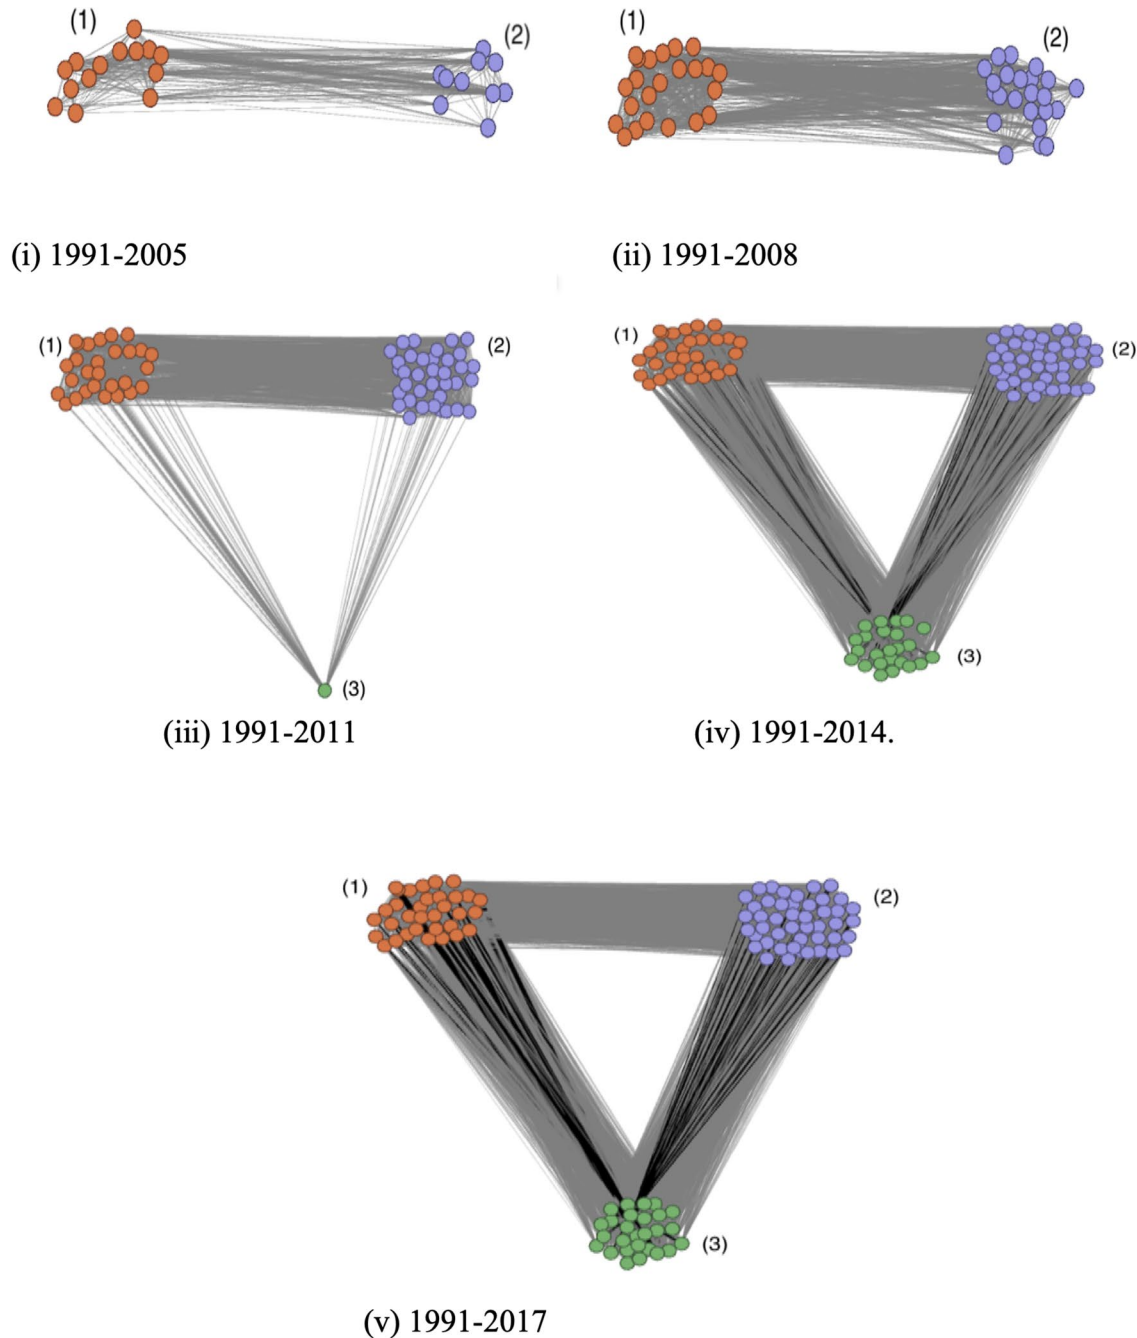 (1) (2) (1) (2)
(i) 1991-2005 (ii) 1991-2008
(1) (2) (1) (2)
(3) (3)
(iii) 1991-2011 (iv) 1991-2014.
(1) (2)
(3)
(v) 1991-2017